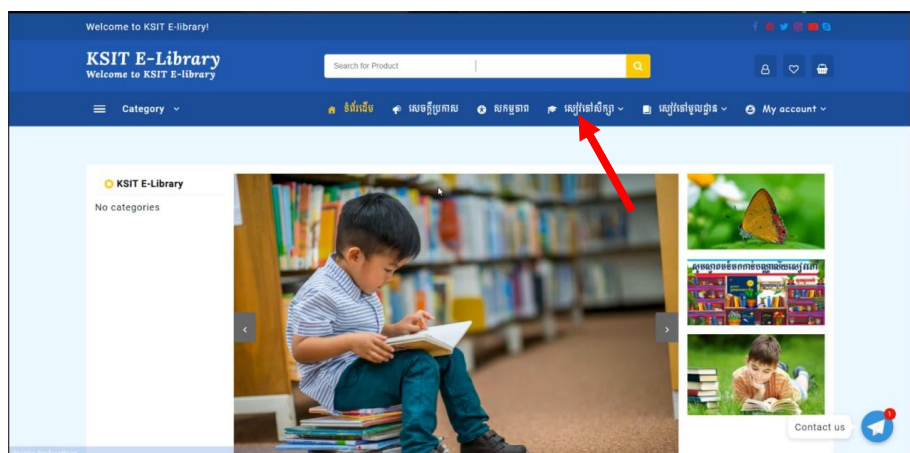 Welcome to KSIT E-library!
KSIT E-Library
Welcome to KSIT E-library
Search for Product
Category
ទំព័រដើម
សេចក្តីប្រកាស
សកម្មភាព
សៀវភៅសិក្សា
សៀវភៅមូលដ្ឋាន
My account
KSIT E-Library
No categories
Contact us
1